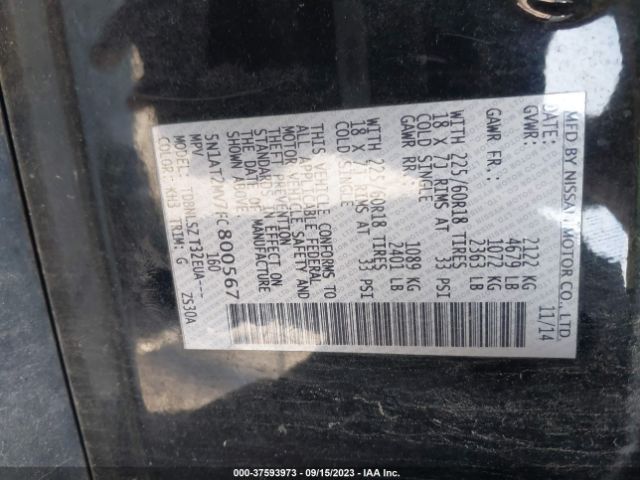 MFD BY NISSAN MOTOR CO., LTD.
DATE: 11/14
GVWR: 2122 KG
4679 LB
GAWR FR.: 1072 KG
2363 LB
WITH 225/60R18 TIRES
18 X 7J RIMS AT 33 PSI
COLD SINGLE
GAWR RR. 1089 KG
2401 LB
WITH 225/60R18 TIRES
18 X 7J RIMS AT 33 PSI
COLD SINGLE
THIS VEHICLE CONFORMS TO
ALL APPLICABLE FEDERAL
MOTOR VEHICLE SAFETY AND
THEFT PREVENTION
STANDARDS IN EFFECT ON
THE DATE OF MANUFACTURE
SHOWN ABOVE.
5N1AT2MV7FC800567
MPV 160
MODEL: TDBNLSZT32EUA---
COLOR: KH3 TRIM: G ZS30A
000-37593973 - 09/15/2023 - IAA Inc.